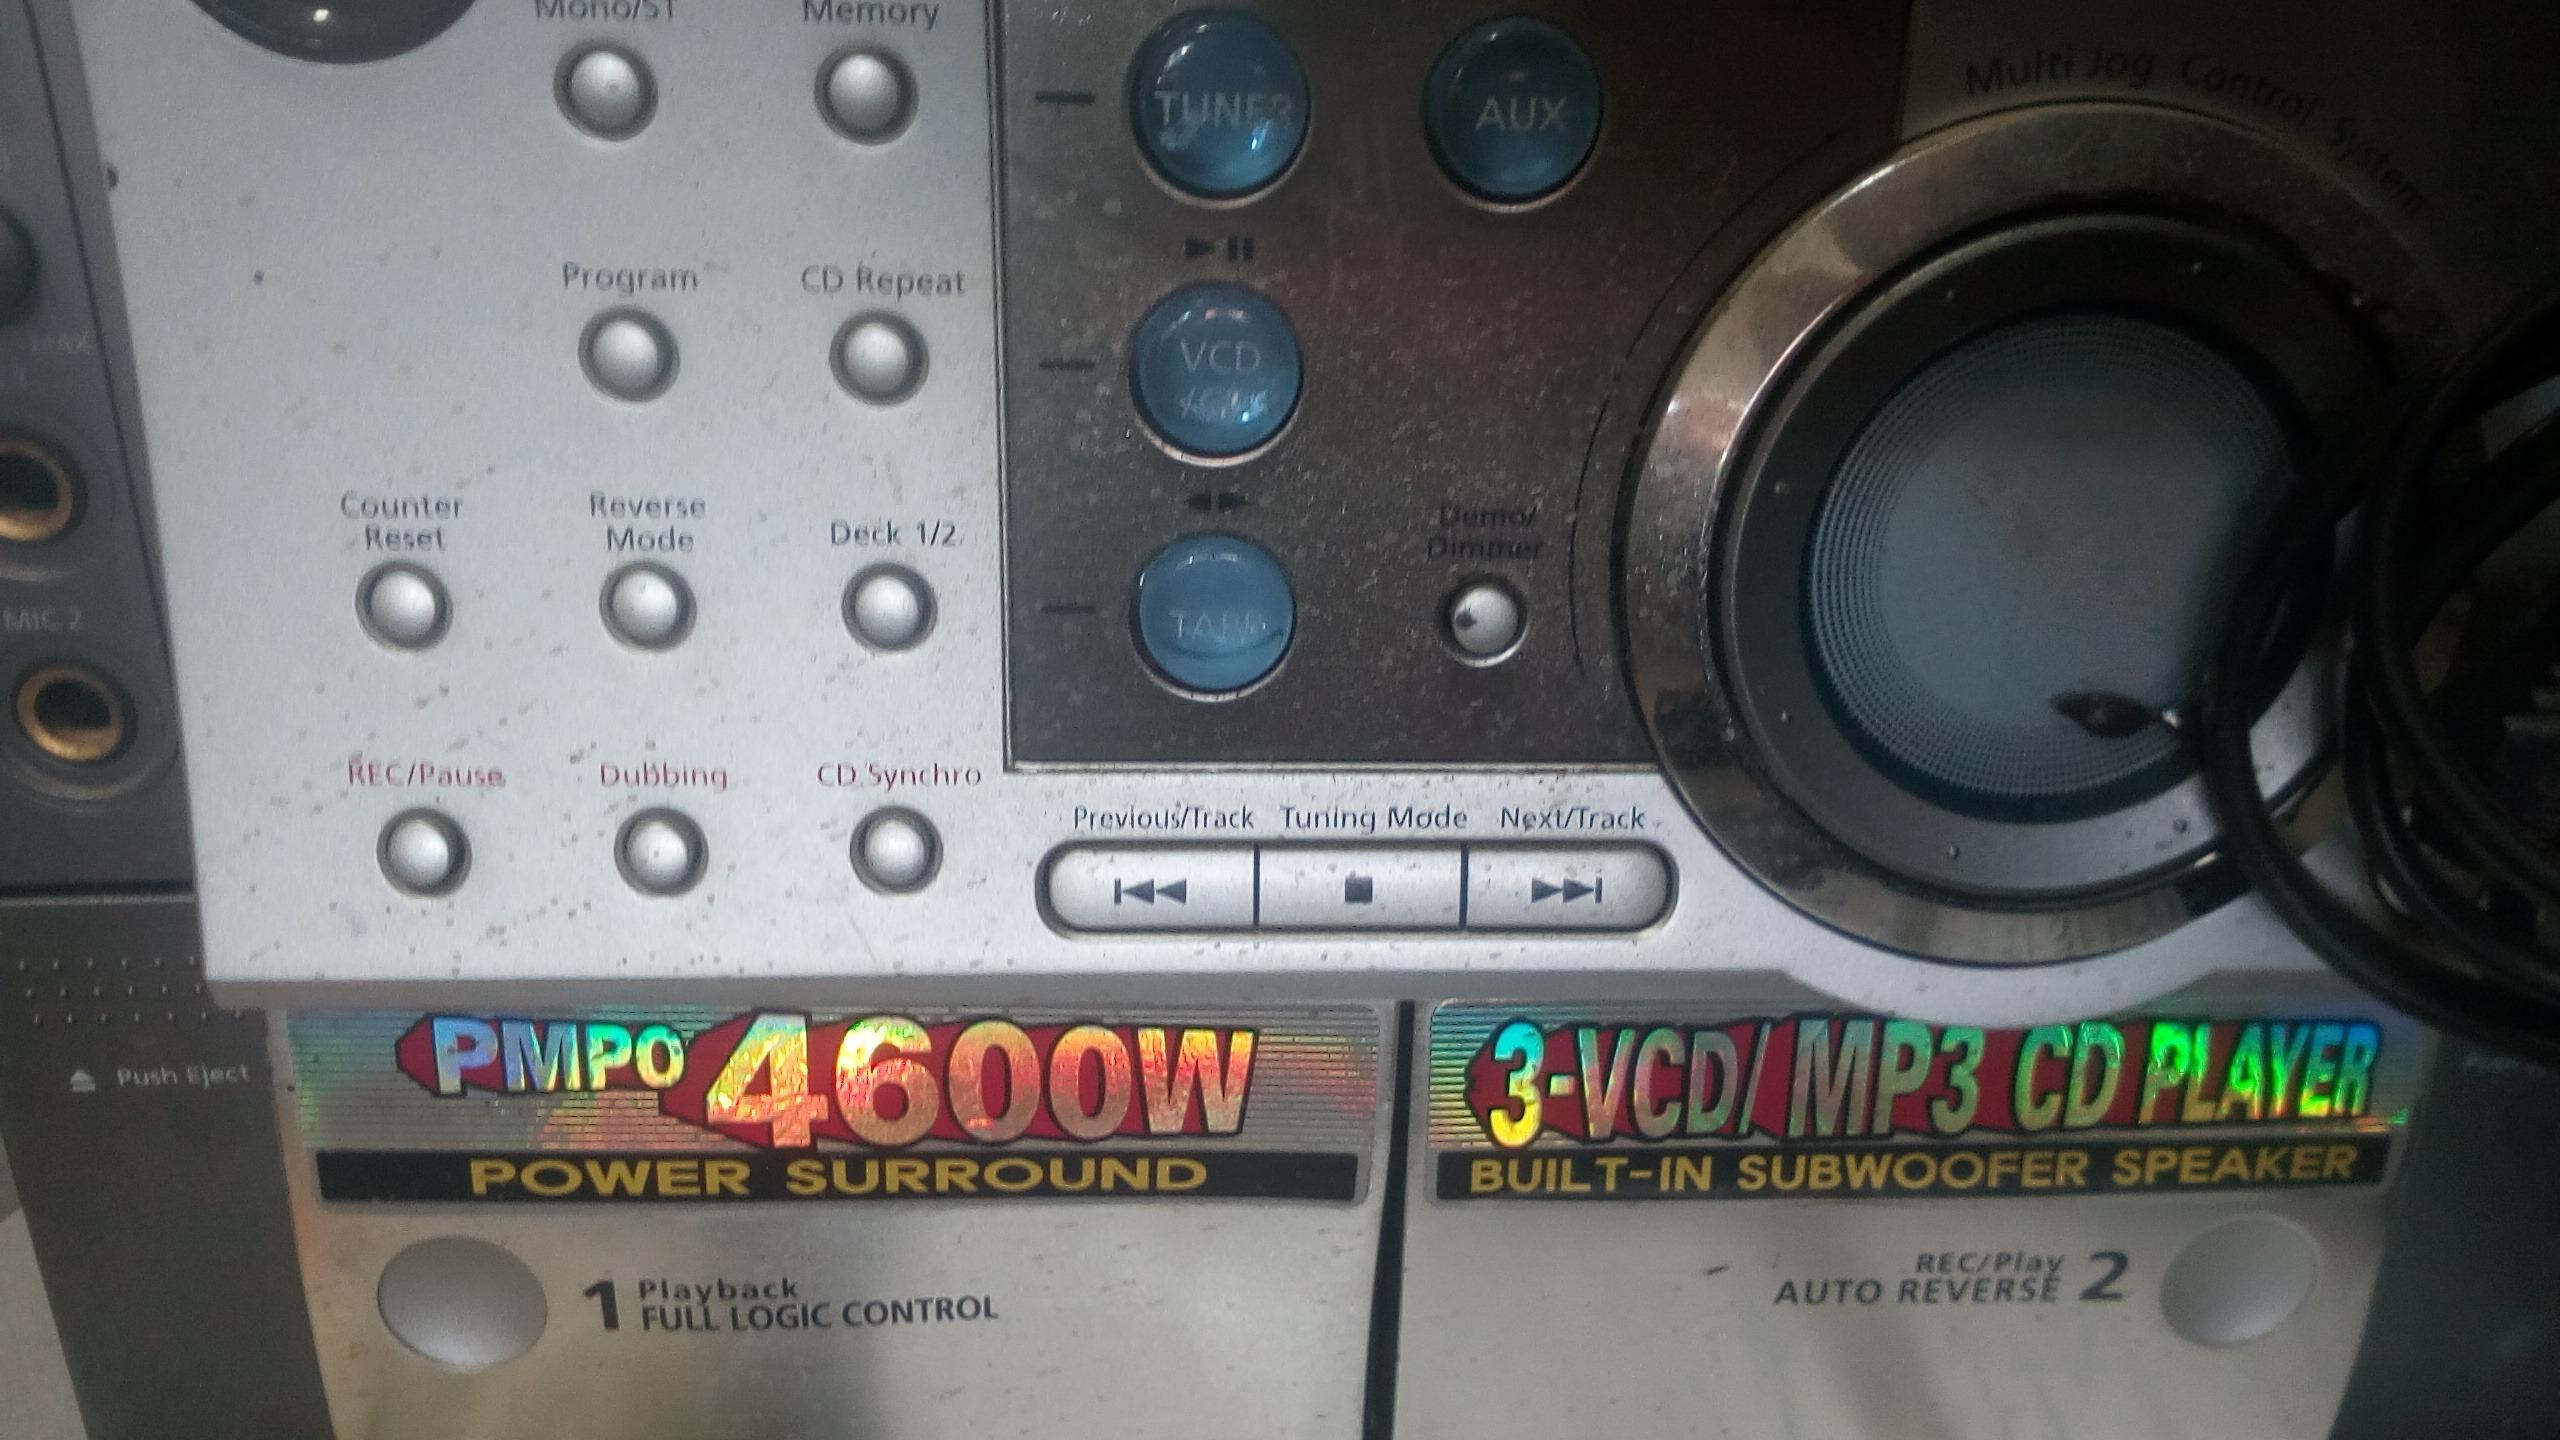 Mono/ST
Memory
TUNER
AUX
Multi Jog Control System
Program
CD Repeat
VCD
Counter
Reset
Reverse
Mode
Deck 1/2
Demo/
Dimmer
TAPE
MIC 2
REC/Pause
Dubbing
CD Synchro
Previous/Track
Tuning Mode
Next/Track
Push Eject
PMPO 4600W
POWER SURROUND
3-VCD/MP3 CD PLAYER
BUILT-IN SUBWOOFER SPEAKER
1 Playback
FULL LOGIC CONTROL
REC/Play
AUTO REVERSE 2